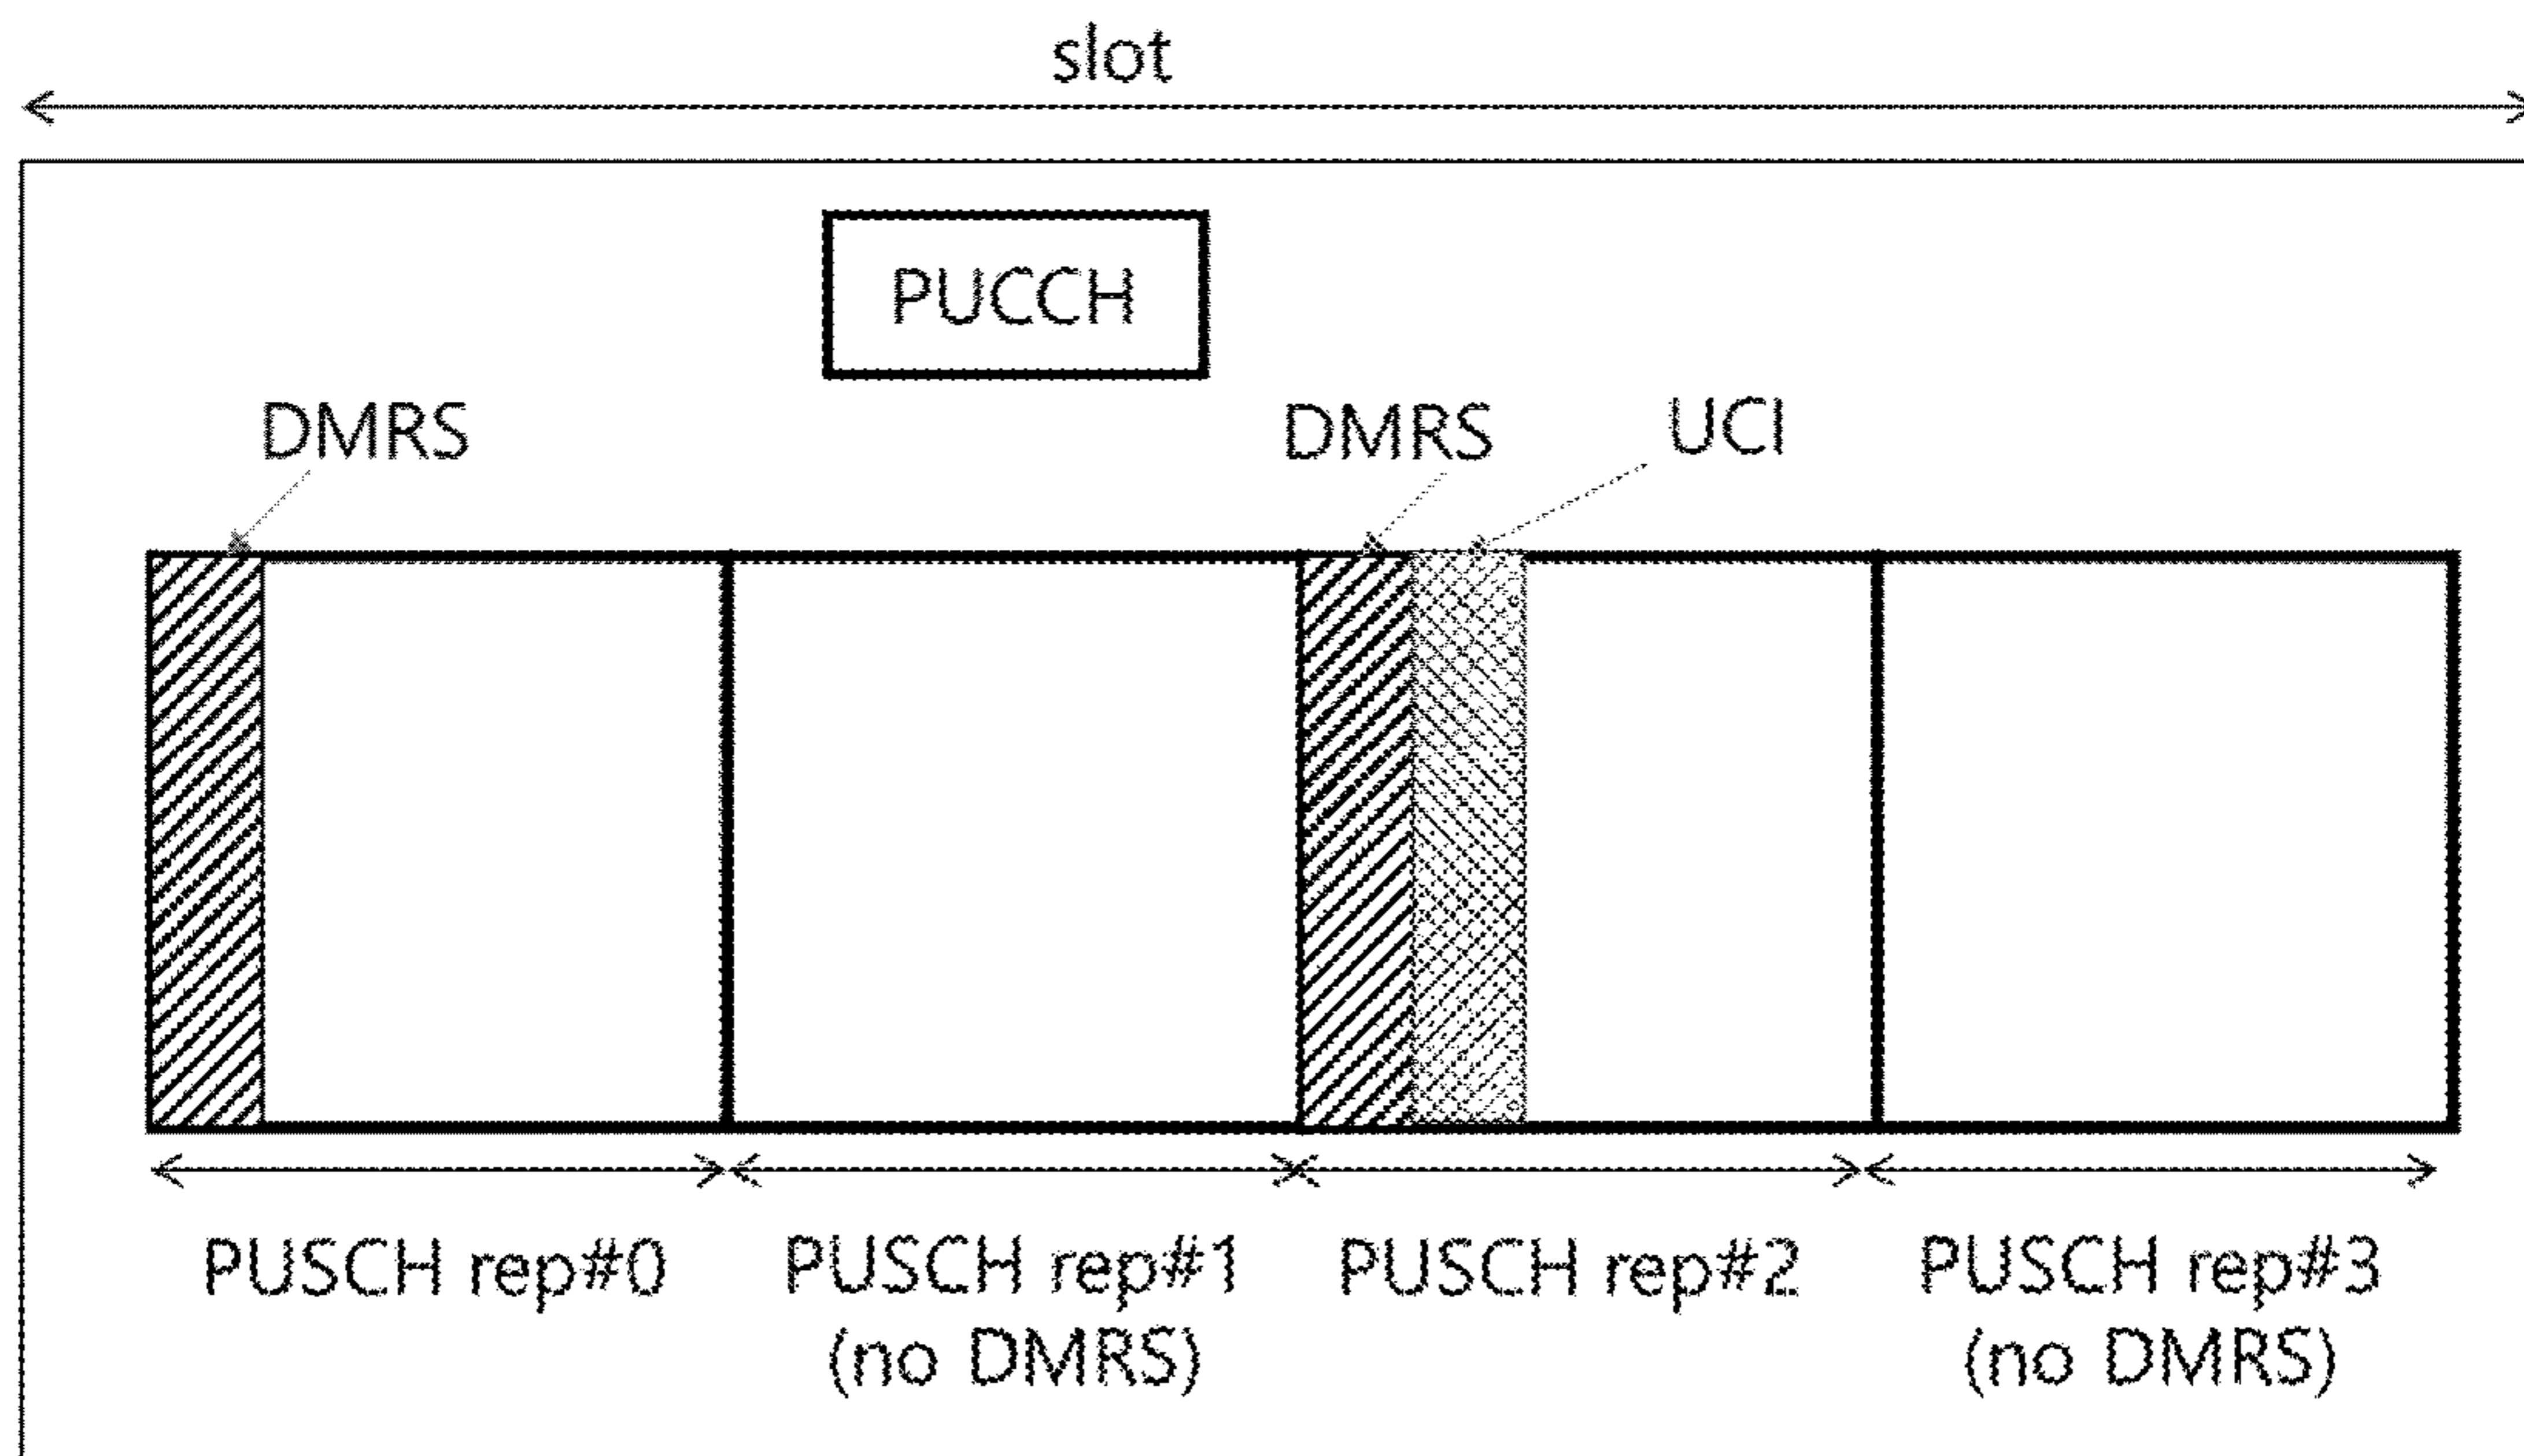 slot
PUCCH
DMRS
DMRS
UCI
PUSCH rep#0
PUSCH rep#1
(no DMRS)
PUSCH rep#2
PUSCH rep#3
(no DMRS)